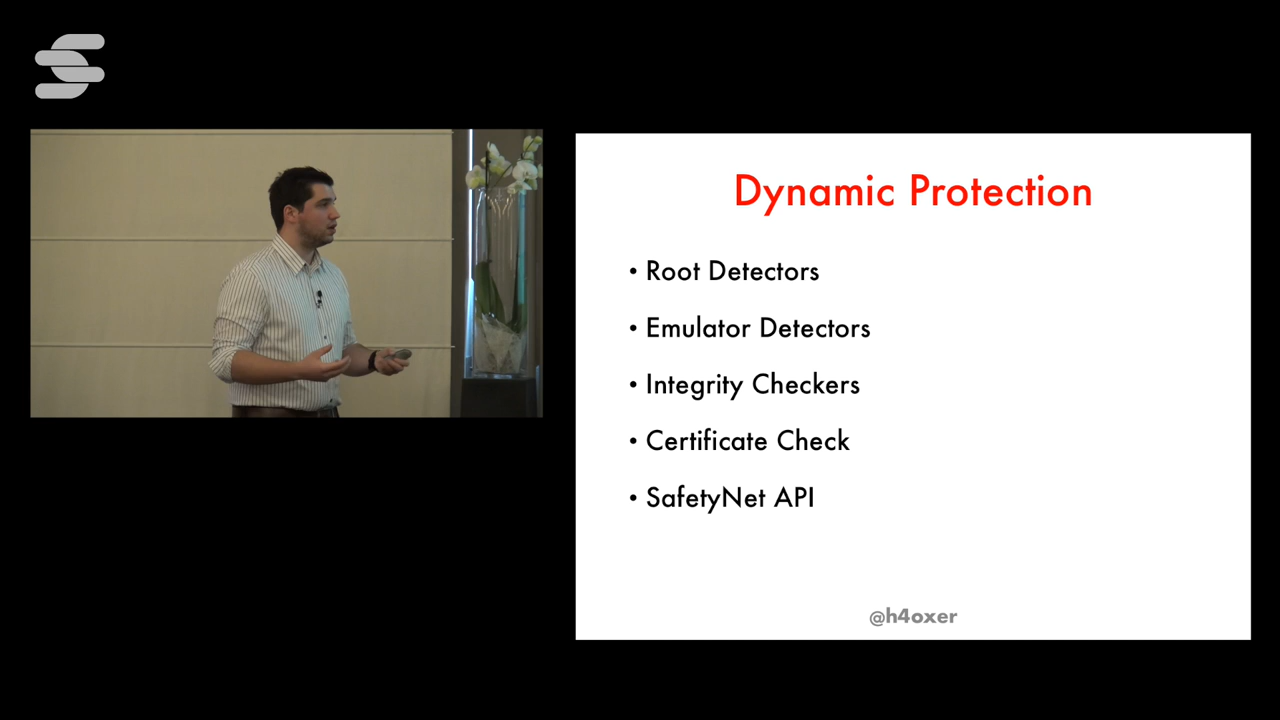 Dynamic Protection
• Root Detectors
• Emulator Detectors
• Integrity Checkers
• Certificate Check
• SafetyNet API
@h4oxer